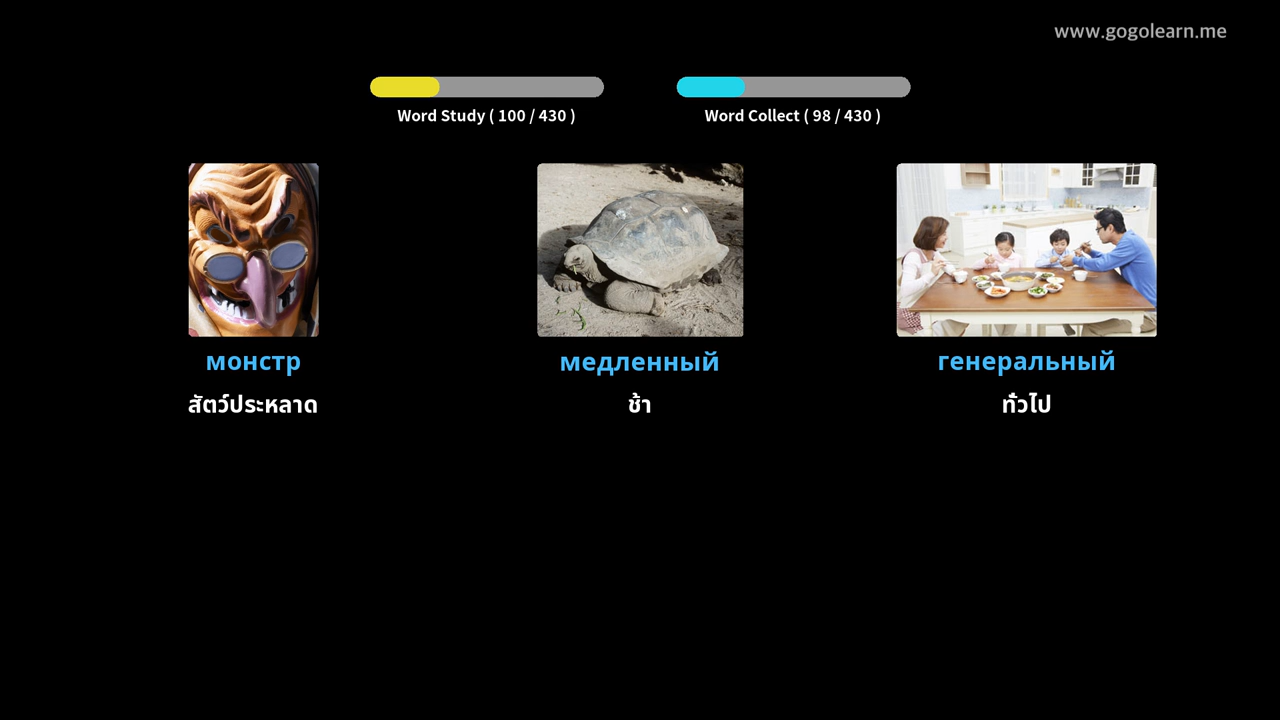 www.gogolearn.me
Word Study ( 100 / 430 )
Word Collect ( 98 / 430 )
монстр
медленный
генеральный
สัตว์ประหลาด
ช้า
ทั่วไป